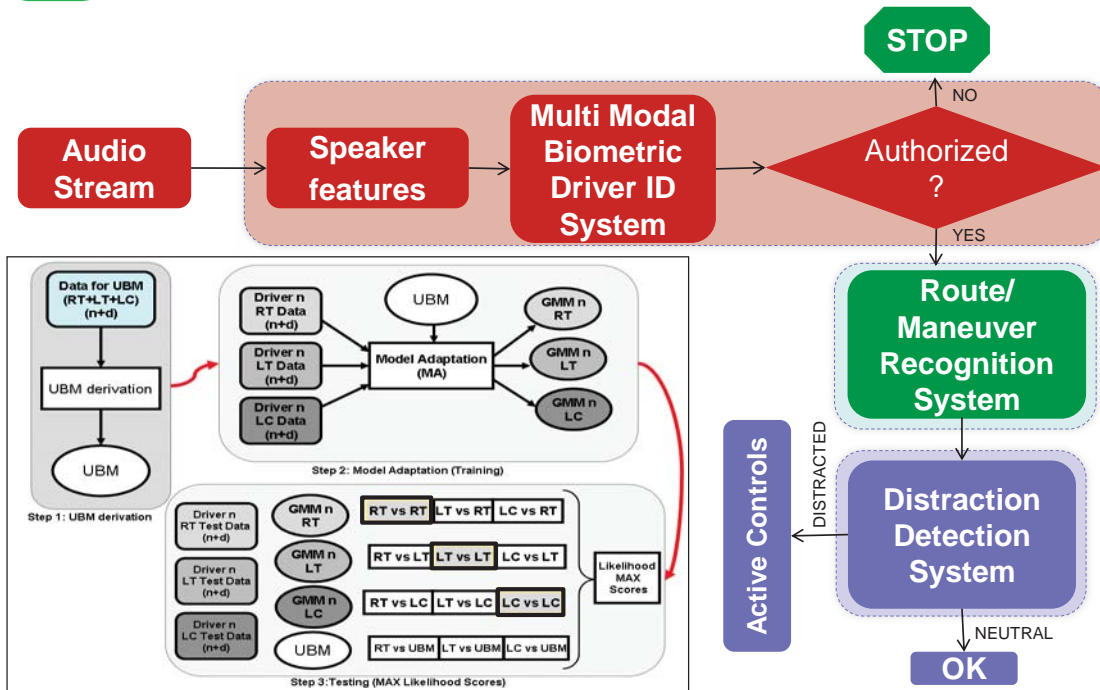 STOP
NO
Audio
Stream
Speaker
features
Multi Modal
Biometric
Driver ID
System
Authorized
?
YES
Route/
Maneuver
Recognition
System
DISTRACTED
Active Controls
Distraction
Detection
System
NEUTRAL
OK
Data for UBM
(RT+LT+LC)
(n+d)
UBM derivation
UBM
Step 1: UBM derivation
Driver n
RT Data
(n+d)
Driver n
LT Data
(n+d)
Driver n
LC Data
(n+d)
UBM
Model Adaptation
(MA)
GMM n
RT
GMM n
LT
GMM n
LC
Step 2: Model Adaptation (Training)
Driver n
RT Test Data
(n+d)
Driver n
LT Test Data
(n+d)
Driver n
LC Test Data
(n+d)
GMM n
RT
GMM n
LT
GMM n
LC
UBM
RT vs RT LT vs RT LC vs RT
RT vs LT LT vs LT LC vs LT
RT vs LC LT vs LC LC vs LC
RT vs UBM LT vs UBM LC vs UBM
Likelihood
MAX
Scores
Step 3:Testing (MAX Likelihood Scores)